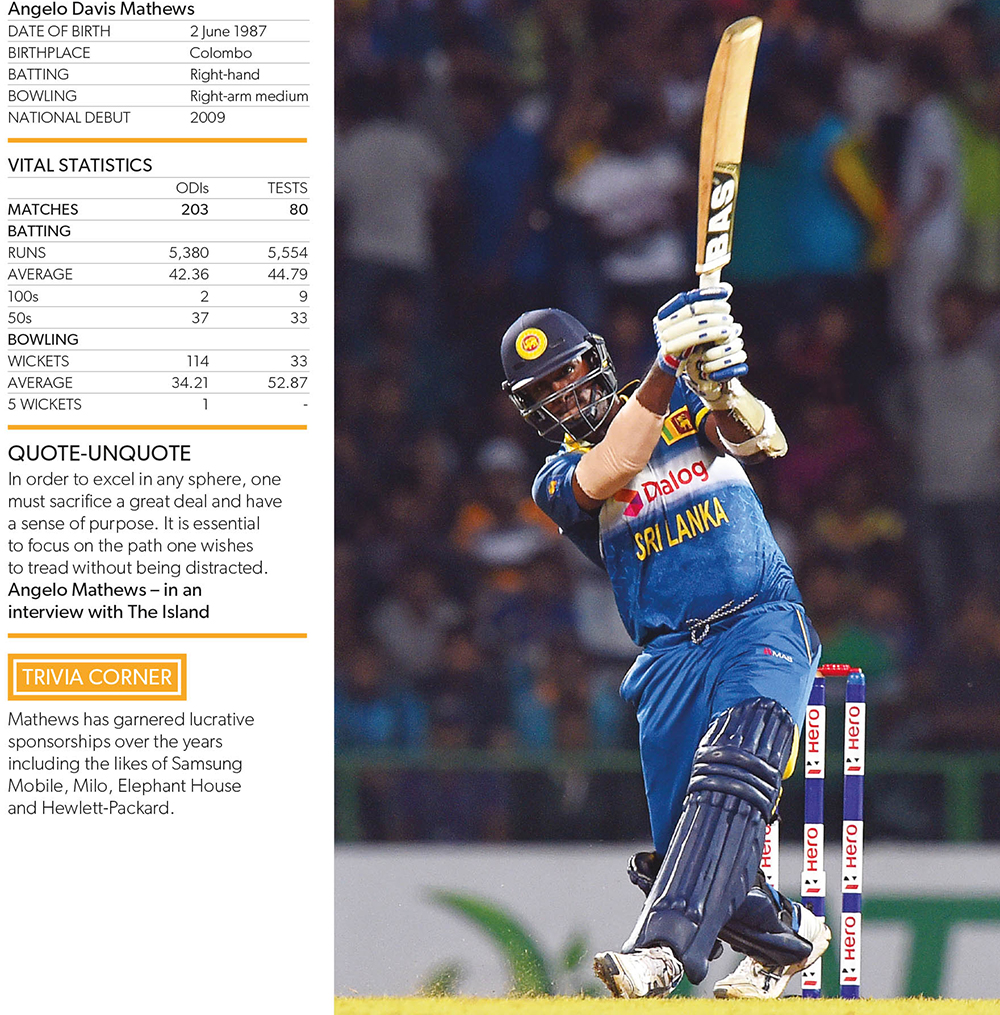 Angelo Davis Mathews
DATE OF BIRTH 2 June 1987
BIRTHPLACE Colombo
BATTING Right-hand
BOWLING Right-arm medium
NATIONAL DEBUT 2009
VITAL STATISTICS
ODIs TESTS
MATCHES 203 80
BATTING
RUNS 5,380 5,554
AVERAGE 42.36 44.79
100s 2 9
50s 37 33
BOWLING
WICKETS 114 33
AVERAGE 34.21 52.87
5 WICKETS 1 -
QUOTE-UNQUOTE
In order to excel in any sphere, one
must sacrifice a great deal and have
a sense of purpose. It is essential
to focus on the path one wishes
to tread without being distracted.
Angelo Mathews – in an
interview with The Island
TRIVIA CORNER
Mathews has garnered lucrative
sponsorships over the years
including the likes of Samsung
Mobile, Milo, Elephant House
and Hewlett-Packard.
BAS
Dialog
SRI LANKA
MAS
Hero
Hero
Hero
Hero
Hero
Hero